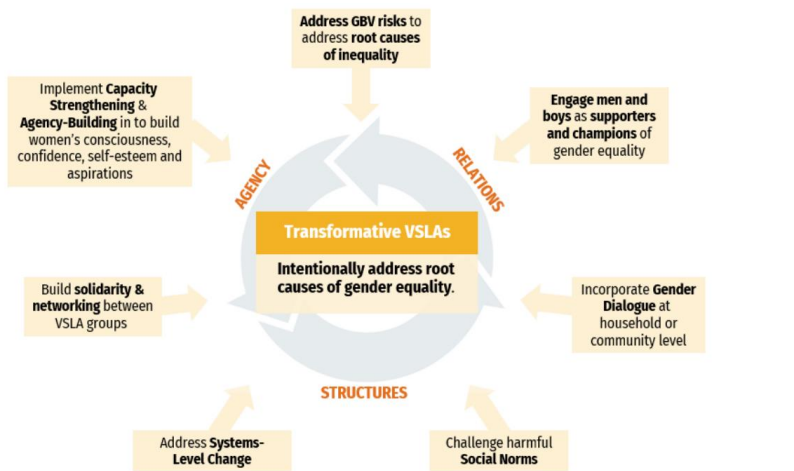 Address GBV risks to
address root causes
of inequality
Implement Capacity
Strengthening &
Agency-Building in to build
women's consciousness,
confidence, self-esteem and
aspirations
Engage men and
boys as supporters
and champions of
gender equality
AGENCY
RELATIONS
Transformative VSLAs
Intentionally address root
causes of gender equality.
Build solidarity &
networking between
VSLA groups
Incorporate Gender
Dialogue at
household or
community level
STRUCTURES
Address Systems-
Level Change
Challenge harmful
Social Norms